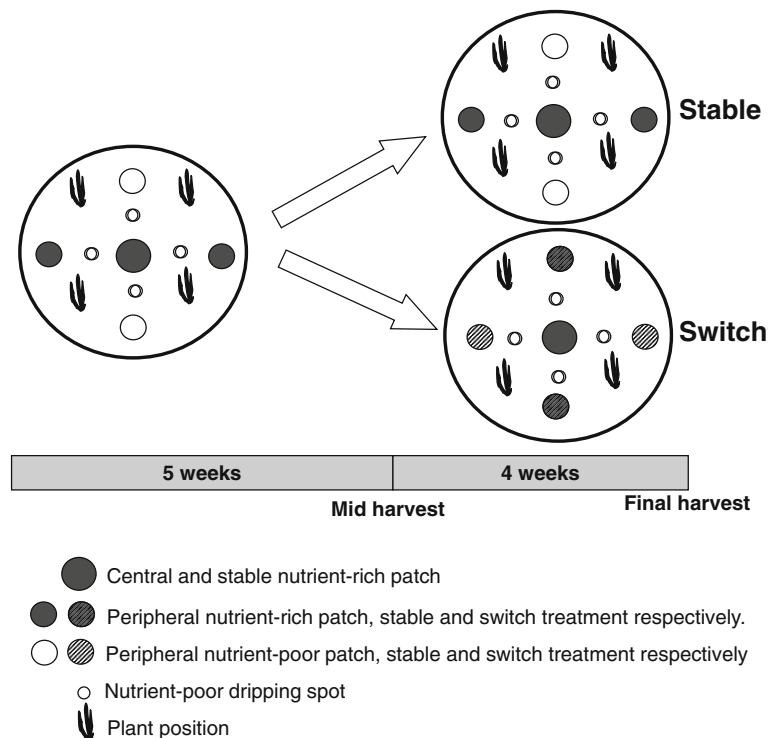 Stable
Switch
5 weeks
4 weeks
Mid harvest
Final harvest
Central and stable nutrient-rich patch
Peripheral nutrient-rich patch, stable and switch treatment respectively.
Peripheral nutrient-poor patch, stable and switch treatment respectively
Nutrient-poor dripping spot
Plant position